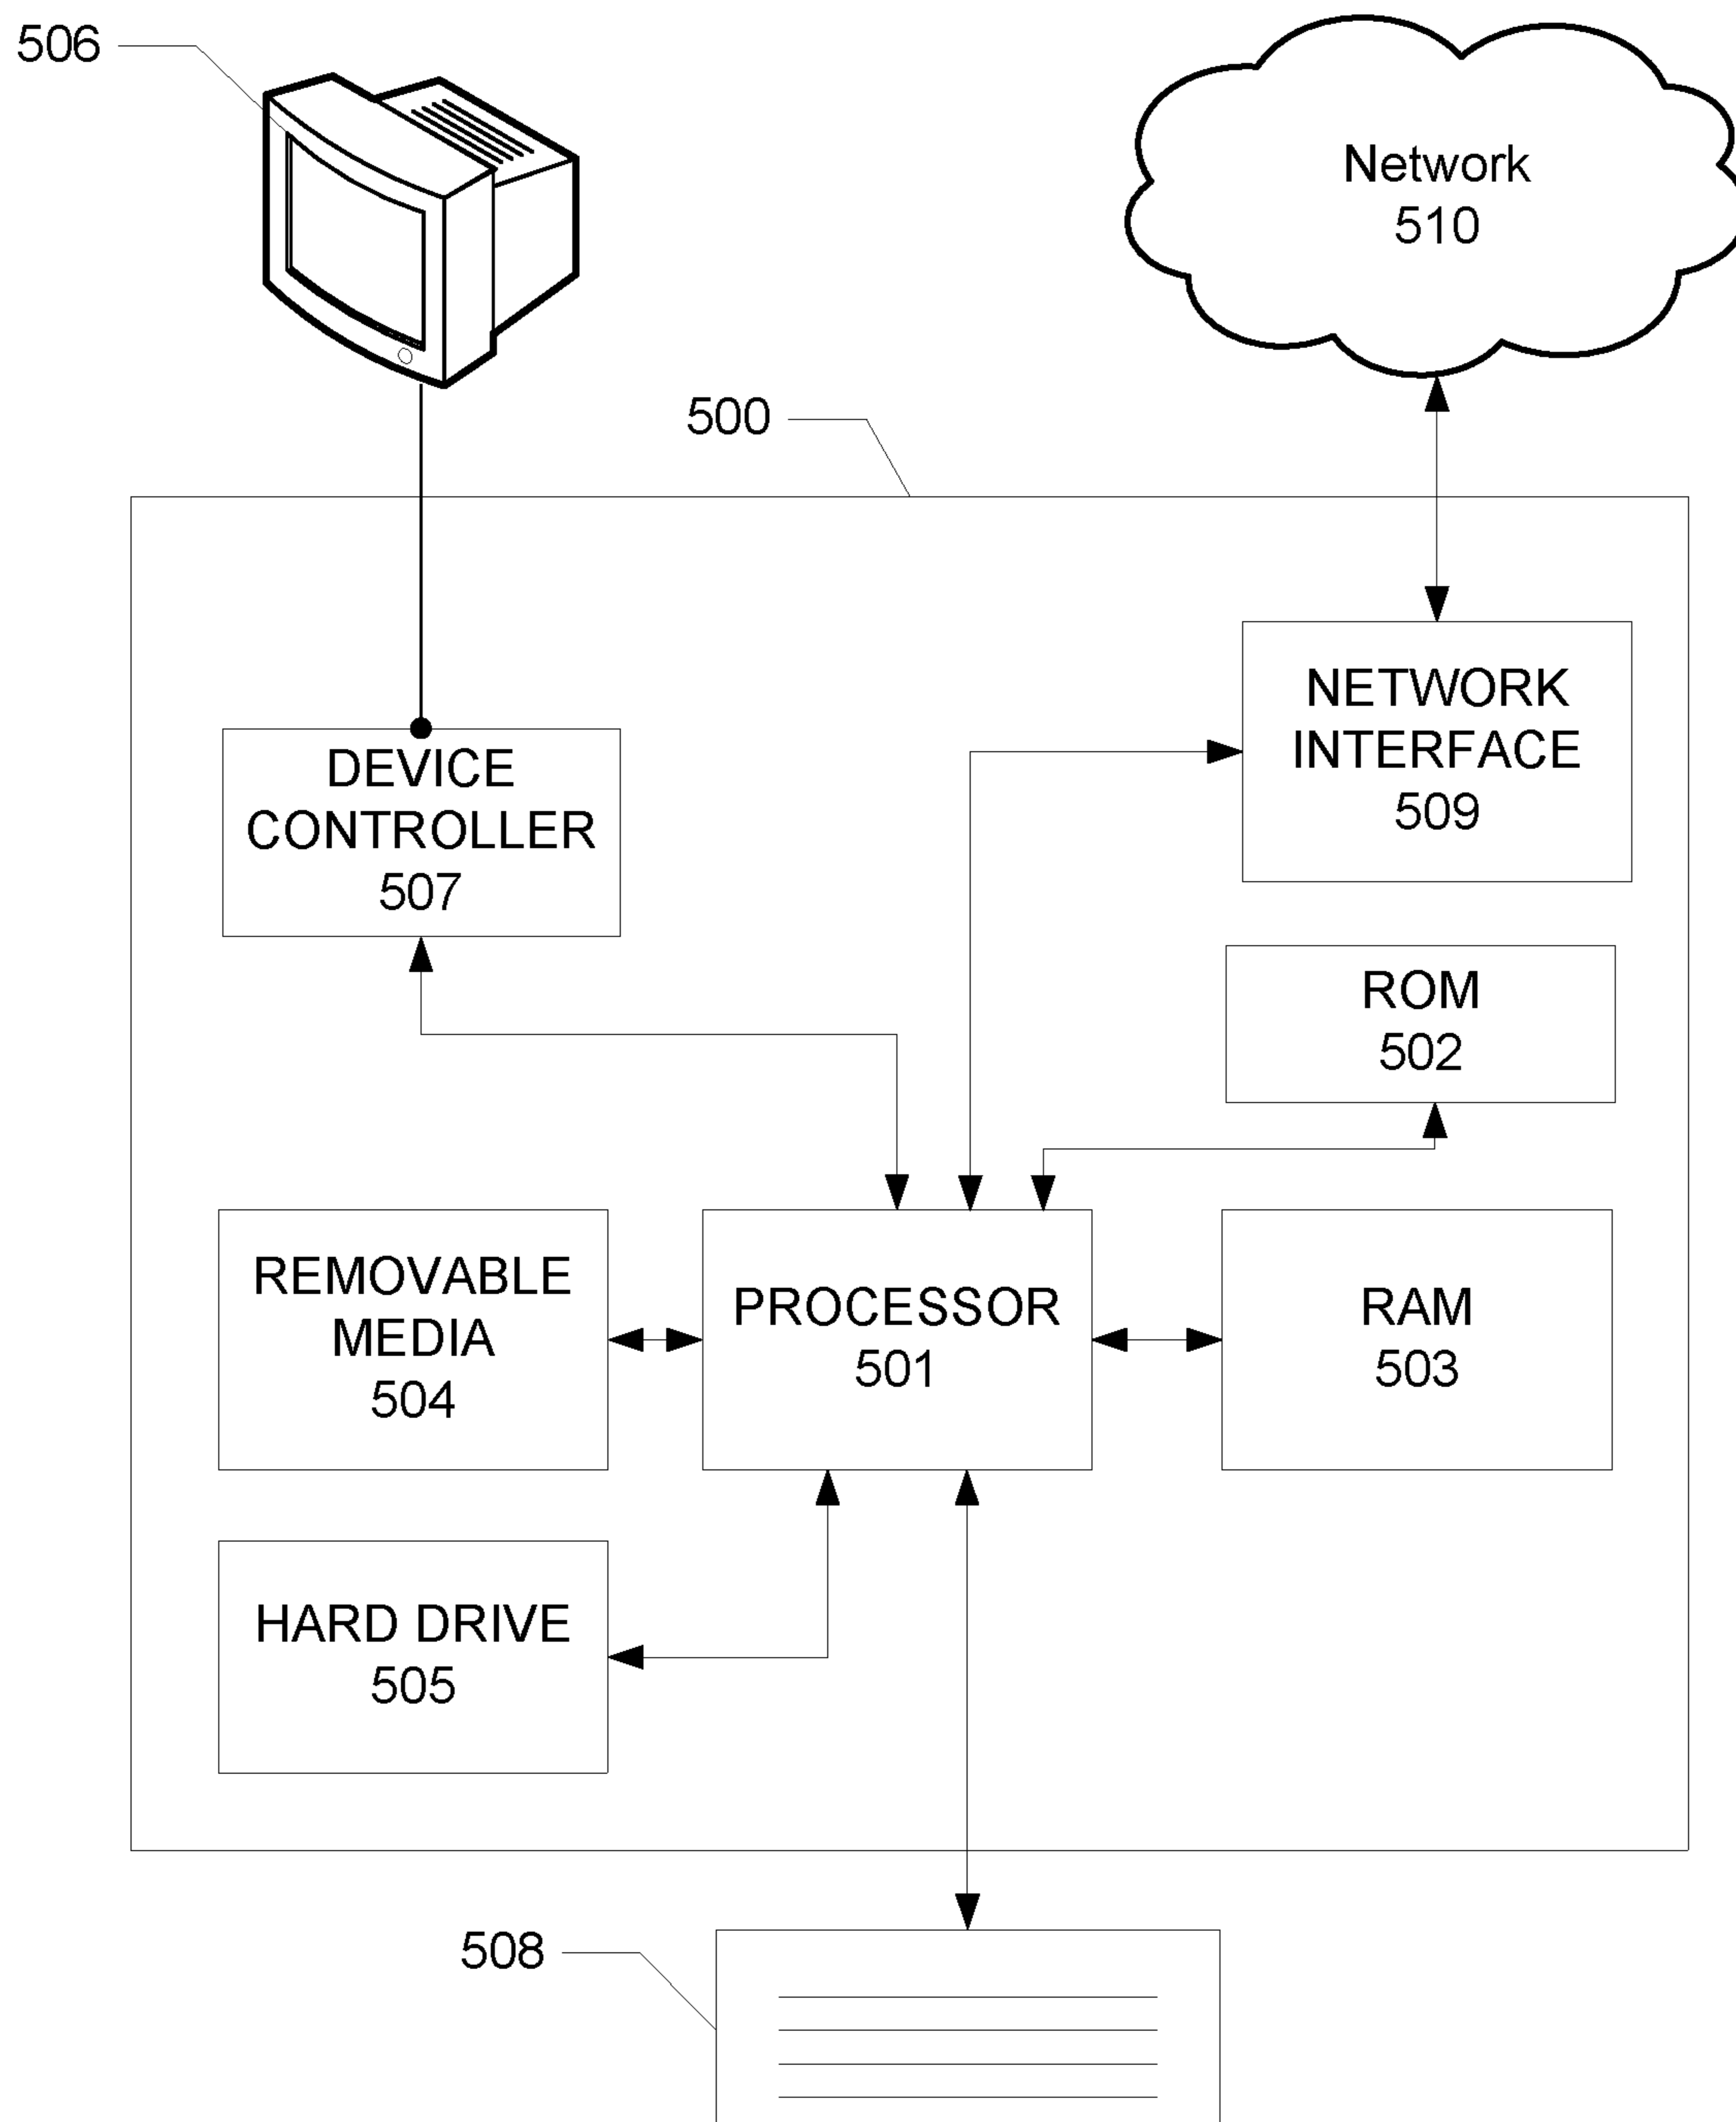 506
Network
510
500
NETWORK
INTERFACE
509
DEVICE
CONTROLLER
507
ROM
502
REMOVABLE
MEDIA
504
PROCESSOR
501
RAM
503
HARD DRIVE
505
508